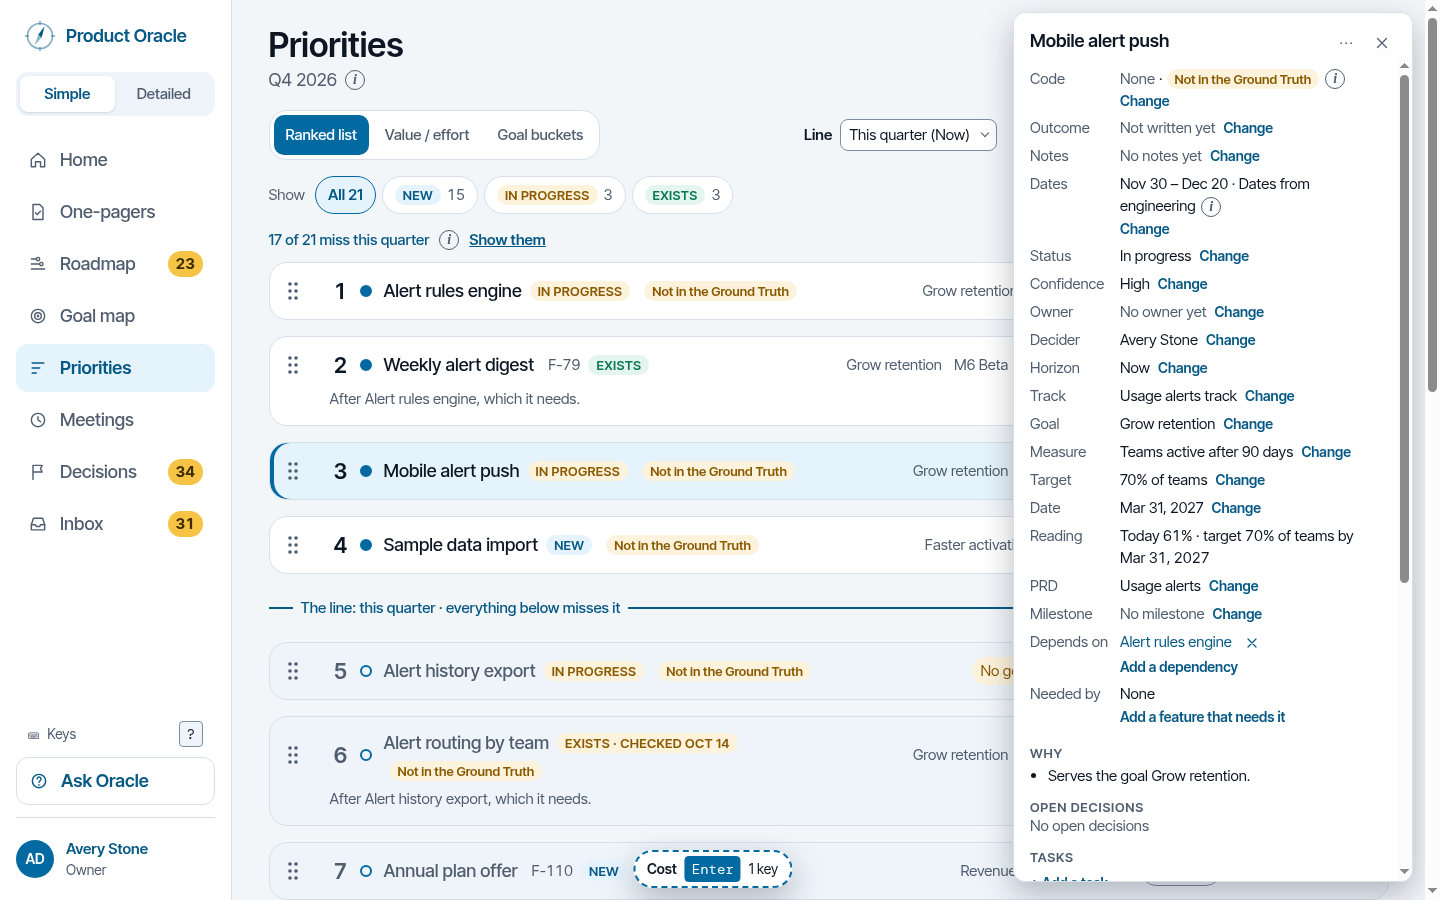 Product Oracle
Simple
Detailed
Home
One-pagers
Roadmap 23
Goal map
Priorities
Meetings
Decisions 34
Inbox 31
Keys ?
Ask Oracle
AD
Avery Stone
Owner
Priorities
Q4 2026 i
Ranked list
Value / effort
Goal buckets
Line This quarter (Now)
Show All 21 NEW 15 IN PROGRESS 3 EXISTS 3
17 of 21 miss this quarter i Show them
1 Alert rules engine IN PROGRESS Not in the Ground Truth Grow retention
2 Weekly alert digest F-79 EXISTS Grow retention M6 Beta
After Alert rules engine, which it needs.
3 Mobile alert push IN PROGRESS Not in the Ground Truth Grow retention
4 Sample data import NEW Not in the Ground Truth Faster activati
The line: this quarter · everything below misses it
5 Alert history export IN PROGRESS Not in the Ground Truth No go
6 Alert routing by team EXISTS · CHECKED OCT 14 Grow retention
Not in the Ground Truth
After Alert history export, which it needs.
7 Annual plan offer F-110 NEW Revenue
Cost Enter 1 key
Mobile alert push
Code None · Not in the Ground Truth i
Change
Outcome Not written yet Change
Notes No notes yet Change
Dates Nov 30 – Dec 20 · Dates from
engineering i
Change
Status In progress Change
Confidence High Change
Owner No owner yet Change
Decider Avery Stone Change
Horizon Now Change
Track Usage alerts track Change
Goal Grow retention Change
Measure Teams active after 90 days Change
Target 70% of teams Change
Date Mar 31, 2027 Change
Reading Today 61% · target 70% of teams by
Mar 31, 2027
PRD Usage alerts Change
Milestone No milestone Change
Depends on Alert rules engine
Add a dependency
Needed by None
Add a feature that needs it
WHY
• Serves the goal Grow retention.
OPEN DECISIONS
No open decisions
TASKS
+ Add a task